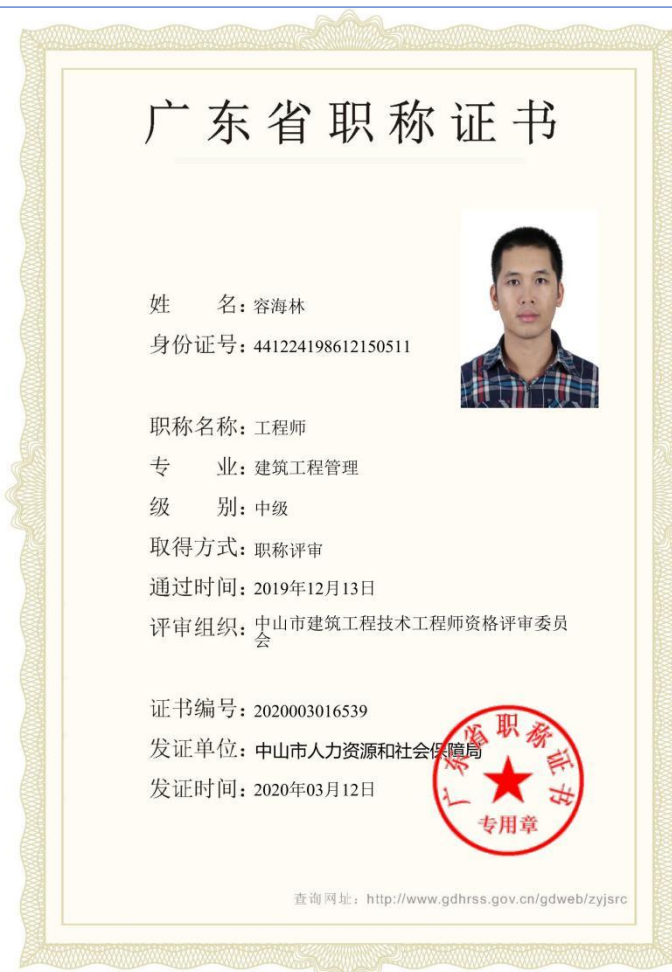 广东省职称证书
姓 名：容海林
身份证号：441224198612150511
职称名称：工程师
专 业：建筑工程管理
级 别：中级
取得方式：职称评审
通过时间：2019年12月13日
评审组织：中山市建筑工程技术工程师资格评审委员
会
证书编号：2020003016539
发证单位：中山市人力资源和社会保障局
发证时间：2020年03月12日
广东省职称证书
专用章
查询网址：http://www.gdhrss.gov.cn/gdweb/zyjsrc